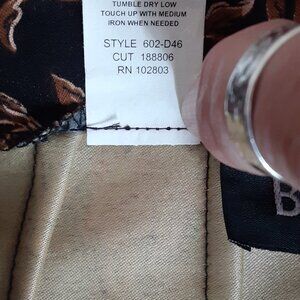 TUMBLE DRY LOW
TOUCH UP WITH MEDIUM
IRON WHEN NEEDED
STYLE 602-D46
CUT 188806
RN 102803
B